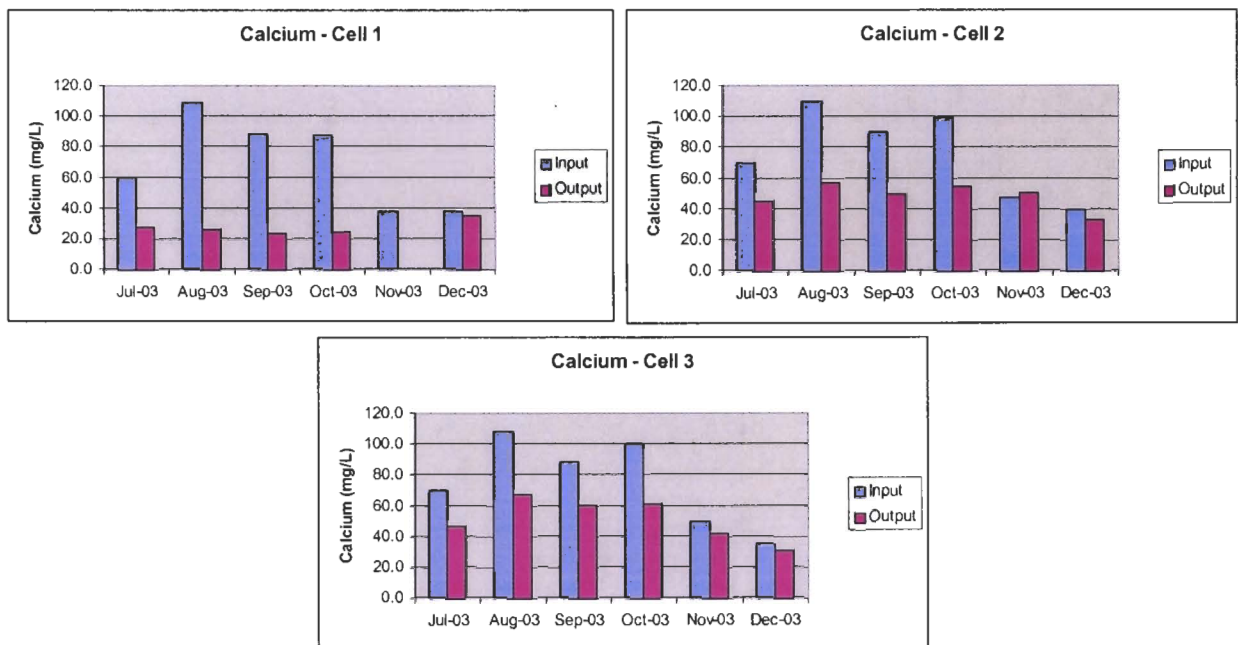 Calcium - Cell 1
Calcium (mg/L)
120.0
100.0
80.0
60.0
40.0
20.0
0.0
Jul-03 Aug-03 Sep-03 Oct-03 Nov-03 Dec-03
Input
Output
Calcium - Cell 2
Calcium (mg/L)
120.0
100.0
80.0
60.0
40.0
20.0
0.0
Jul-03 Aug-03 Sep-03 Oct-03 Nov-03 Dec-03
Input
Output
Calcium - Cell 3
Calcium (mg/L)
120.0
100.0
80.0
60.0
40.0
20.0
0.0
Jul-03 Aug-03 Sep-03 Oct-03 Nov-03 Dec-03
Input
Output